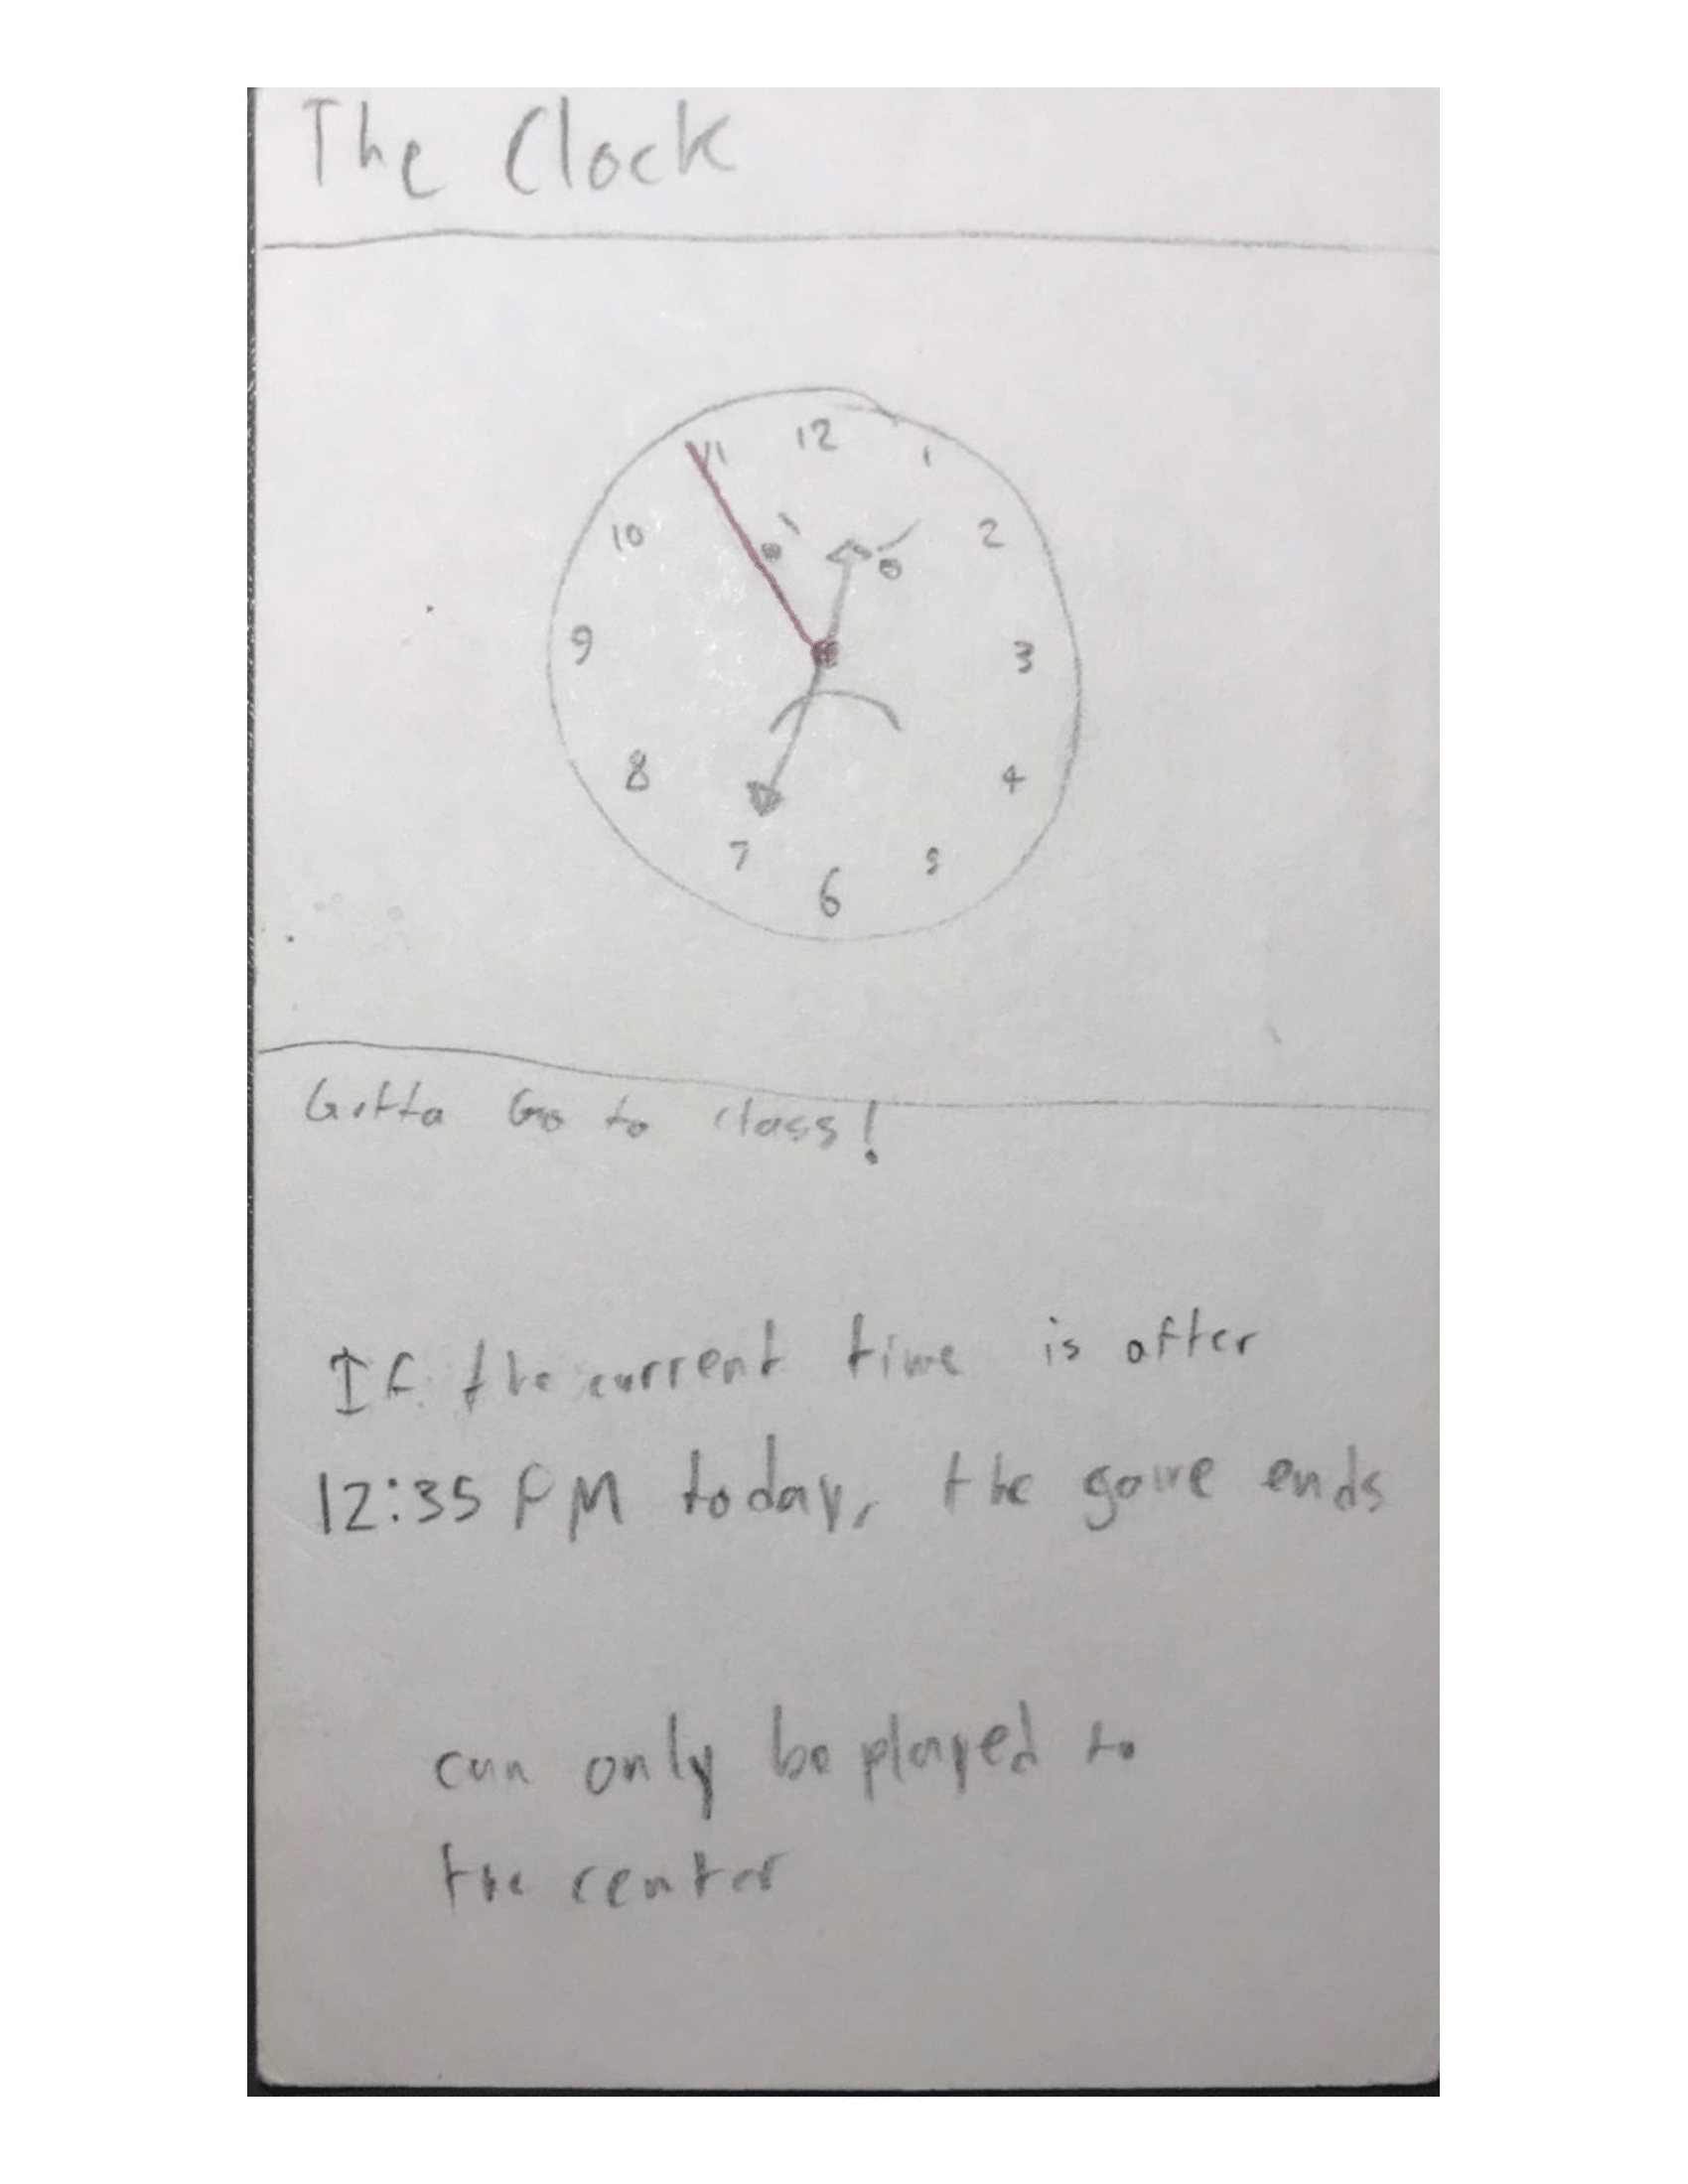 The Clock
11 12 1
10 2
9 3
8 4
7 6 5
Gotta Go to class!
If the current time is after
12:35 PM today, the game ends
can only be played to
the center